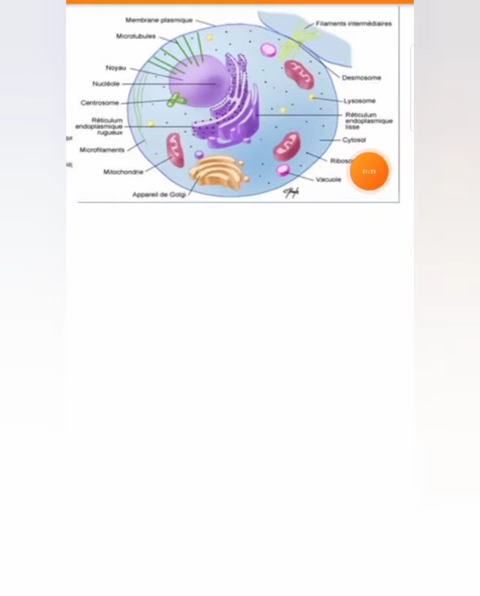 Membrane plasmique
Microtubules
Noyau
Nucléole
Centrosome
Réticulum
endoplasmique
rugueux
Microfilaments
Mitochondrie
Appareil de Golgi
Filaments intermédiaires
Desmosome
Lysosome
Réticulum
endoplasmique
lisse
Cytosol
Vacuole